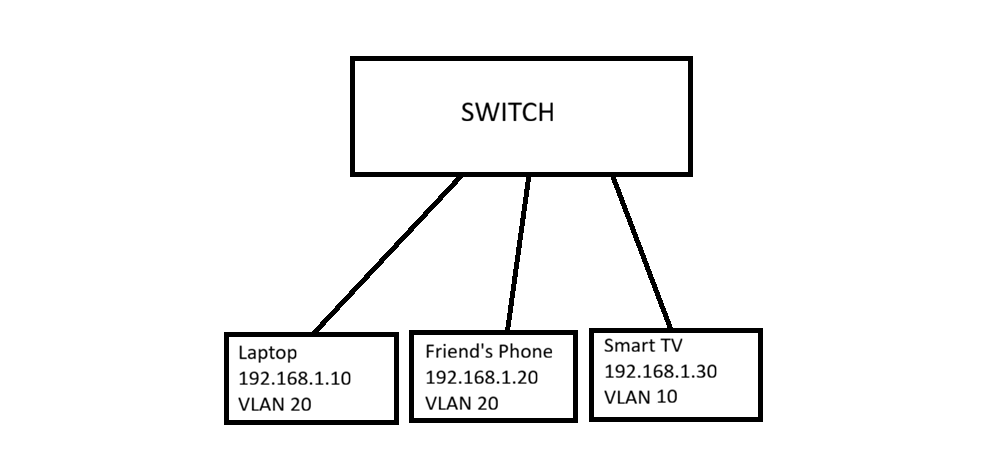 SWITCH
Laptop
192.168.1.10
VLAN 20
Friend's Phone
192.168.1.20
VLAN 20
Smart TV
192.168.1.30
VLAN 10